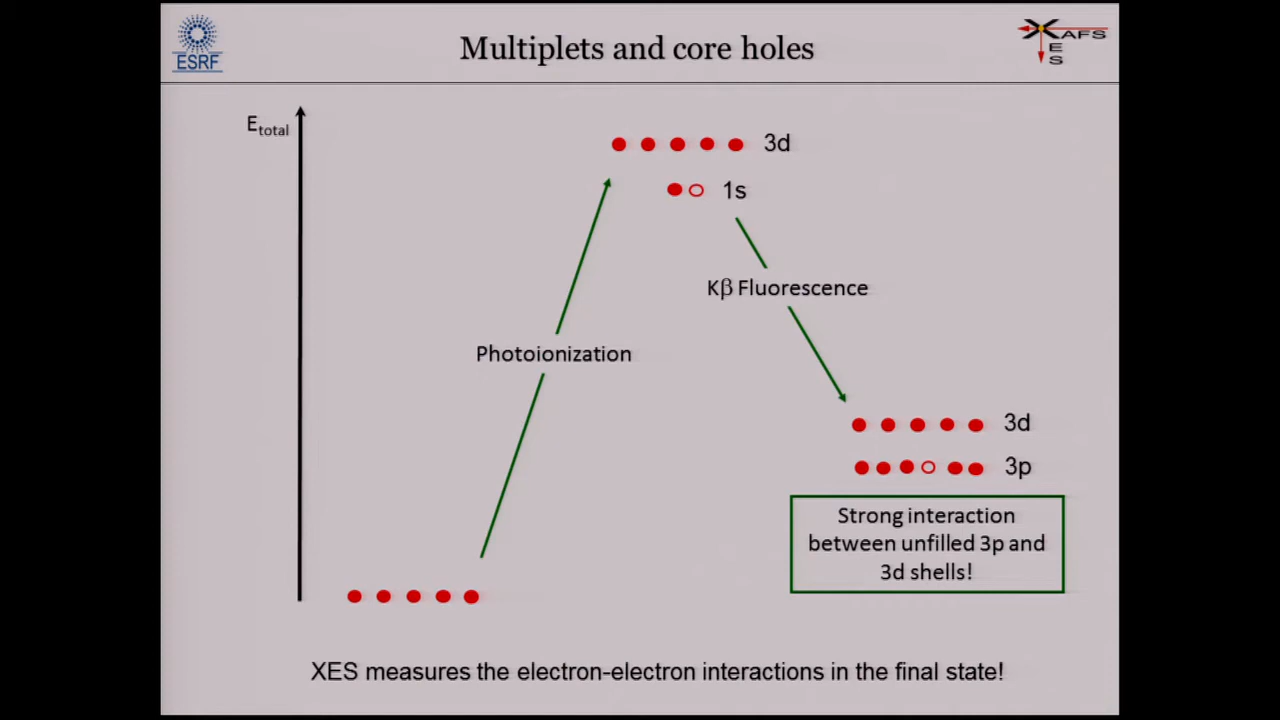 ESRF
Multiplets and core holes
XAFS
E
S
Etotal
3d
1s
Kβ Fluorescence
Photoionization
3d
3p
Strong interaction
between unfilled 3p and
3d shells!
XES measures the electron-electron interactions in the final state!